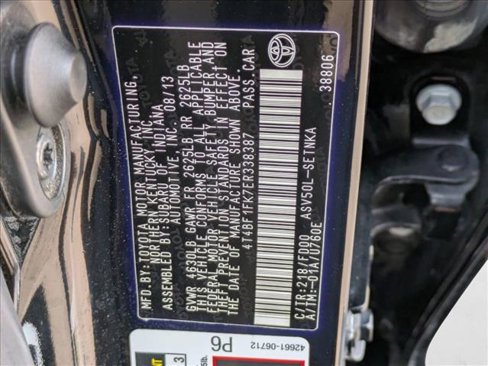 MFD. BY: TOYOTA MOTOR MANUFACTURING,
KENTUCKY, INC.
ASSEMBLED BY: SUBARU OF INDIANA
AUTOMOTIVE, INC. 08/13
GVWR 4630LB GAWR FR 2625LB RR 2625LB
THIS VEHICLE CONFORMS TO ALL APPLICABLE
FEDERAL MOTOR VEHICLE SAFETY, BUMPER, AND
THEFT PREVENTION STANDARDS IN EFFECT ON
THE DATE OF MANUFACTURE SHOWN ABOVE.
4T4BF1FK7ER338387 PASS. CAR
C/TR: 218/FD00 ASV50L-SETNKA
A/TM: -01A/U760E
38806
42661-06712
P6